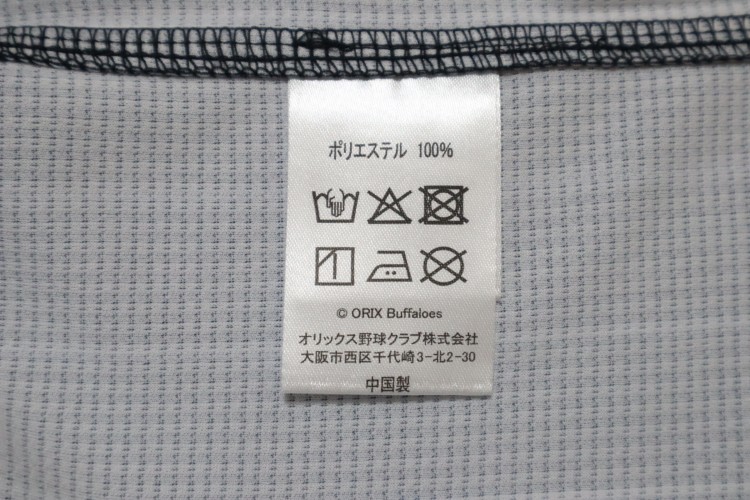 ポリエステル 100%
© ORIX Buffaloes
オリックス野球クラブ株式会社
大阪市西区千代崎3-北2-30
中国製